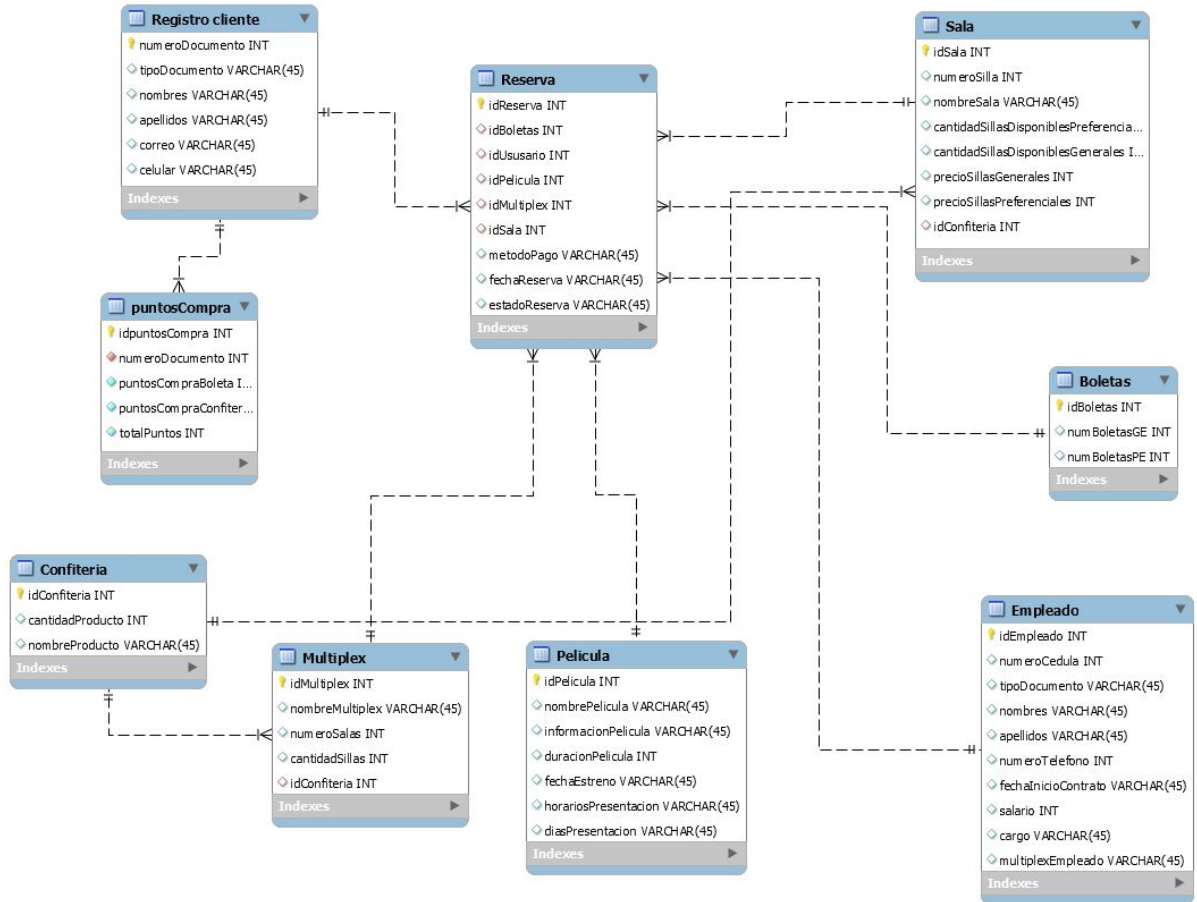 Registro cliente
numeroDocumento INT
tipoDocumento VARCHAR(45)
nombres VARCHAR(45)
apellidos VARCHAR(45)
correo VARCHAR(45)
celular VARCHAR(45)
Indexes
puntosCompra
idpuntosCompra INT
numeroDocumento INT
puntosCompraBoleta I...
puntosCompraConfiter...
totalPuntos INT
Indexes
Reserva
idReserva INT
idBoletas INT
idUsusario INT
idPelicula INT
idMultiplex INT
idSala INT
metodoPago VARCHAR(45)
fechaReserva VARCHAR(45)
estadoReserva VARCHAR(45)
Indexes
Sala
idSala INT
numeroSilla INT
nombreSala VARCHAR(45)
cantidadSillasDisponiblesPreferencia...
cantidadSillasDisponiblesGenerales I...
precioSillasGenerales INT
precioSillasPreferenciales INT
idConfiteria INT
Indexes
Boletas
idBoletas INT
numBoletasGE INT
numBoletasPE INT
Indexes
Confiteria
idConfiteria INT
cantidadProducto INT
nombreProducto VARCHAR(45)
Indexes
Multiplex
idMultiplex INT
nombreMultiplex VARCHAR(45)
numeroSalas INT
cantidadSillas INT
idConfiteria INT
Indexes
Pelicula
idPelicula INT
nombrePelicula VARCHAR(45)
informacionPelicula VARCHAR(45)
duracionPelicula INT
fechaEstreno VARCHAR(45)
horariosPresentacion VARCHAR(45)
diasPresentacion VARCHAR(45)
Indexes
Empleado
idEmpleado INT
numeroCedula INT
tipoDocumento VARCHAR(45)
nombres VARCHAR(45)
apellidos VARCHAR(45)
numeroTelefono INT
fechaInicioContrato VARCHAR(45)
salario INT
cargo VARCHAR(45)
multiplexEmpleado VARCHAR(45)
Indexes